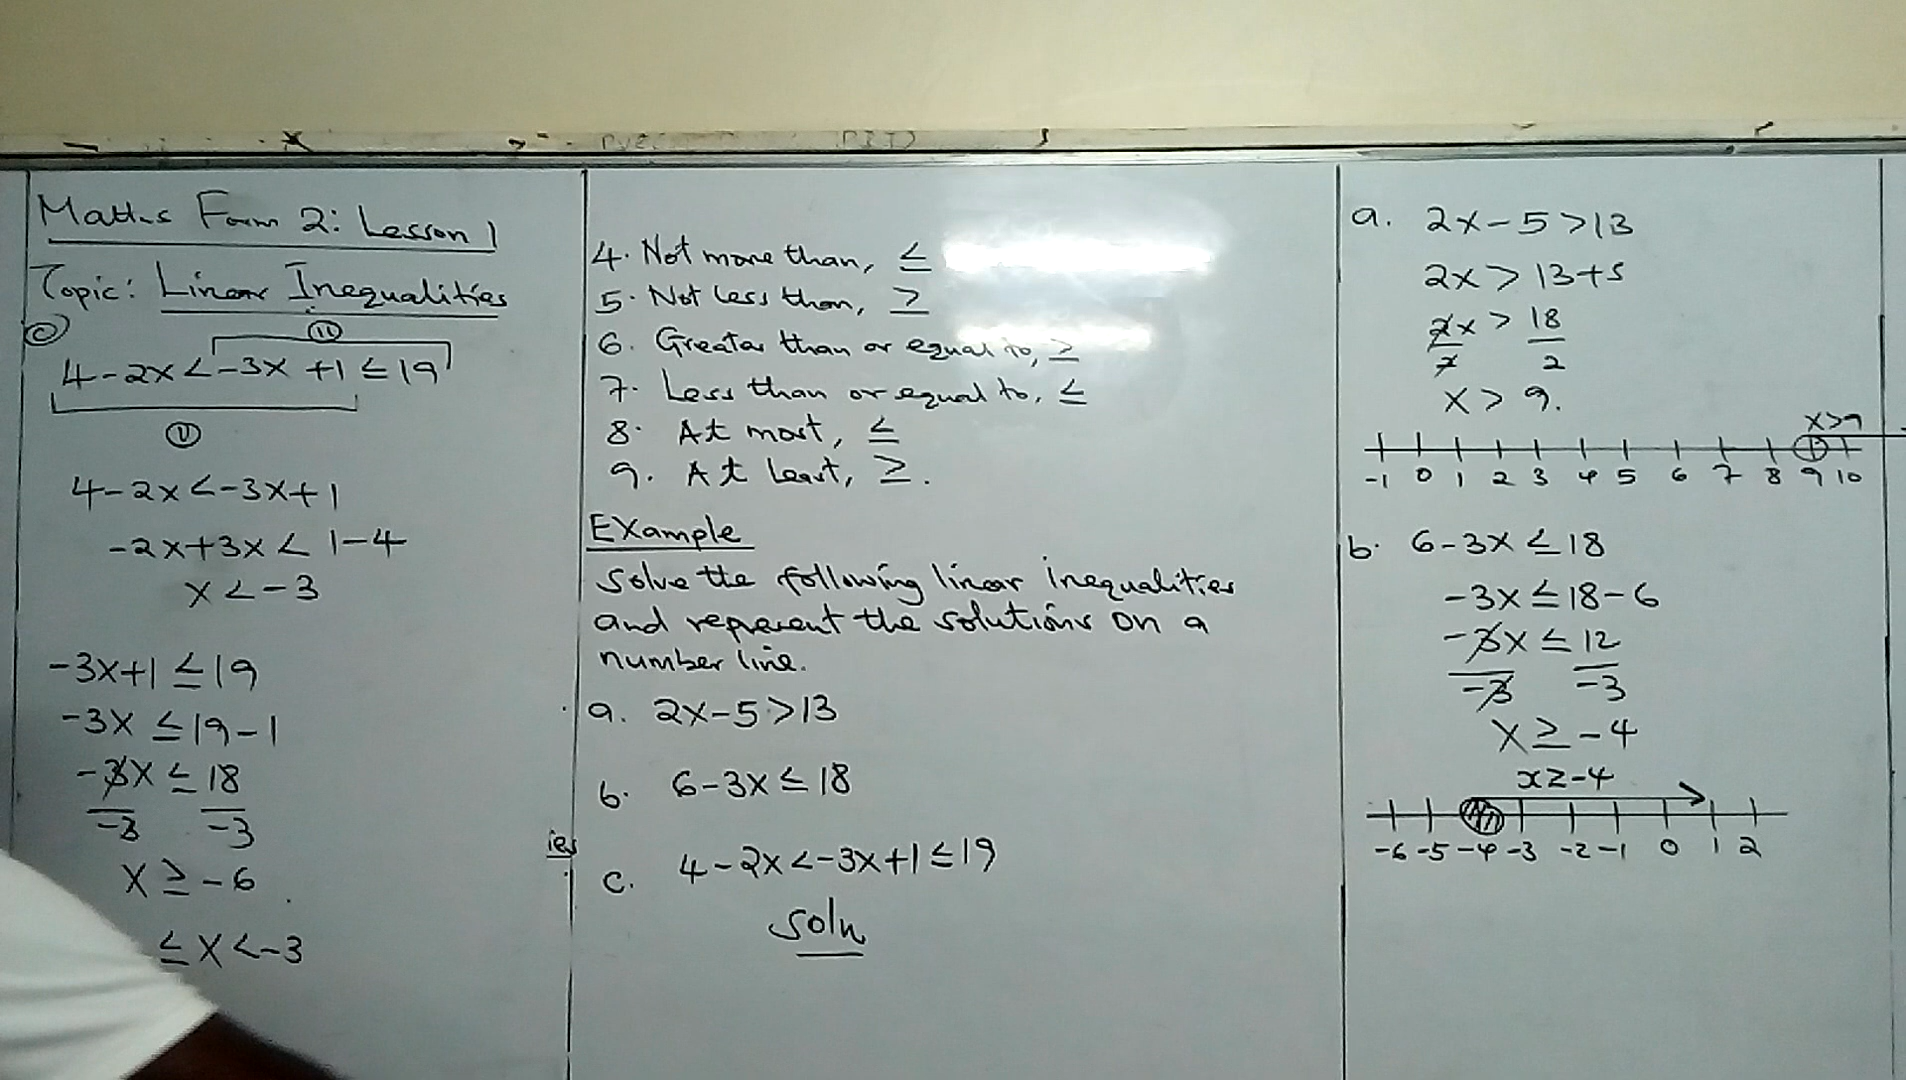 Maths Form 2: Lesson 1
Topic: Linear Inequalities
c
ii
4-2x<-3x+1≤19
i
4-2x<-3x+1
-2x+3x<1-4
x<-3
-3x+1≤19
-3x≤19-1
-3x≤18
-3 -3
x≥-6
≤x<-3
ies
4. Not more than, ≤
5. Not less than, ≥
6. Greater than or equal to, ≥
7. Less than or equal to, ≤
8. At most, ≤
9. At least, ≥.
Example
Solve the following linear inequalities
and represent the solutions on a
number line.
a. 2x-5>13
b. 6-3x≤18
c. 4-2x<-3x+1≤19
Soln
a. 2x-5>13
2x>13+5
2x>18
2 2
x>9.
x>9
-1 0 1 2 3 4 5 6 7 8 9 10
b. 6-3x≤18
-3x≤18-6
-3x≤12
-3 -3
x≥-4
x≥-4
-6 -5 -4 -3 -2 -1 0 1 2